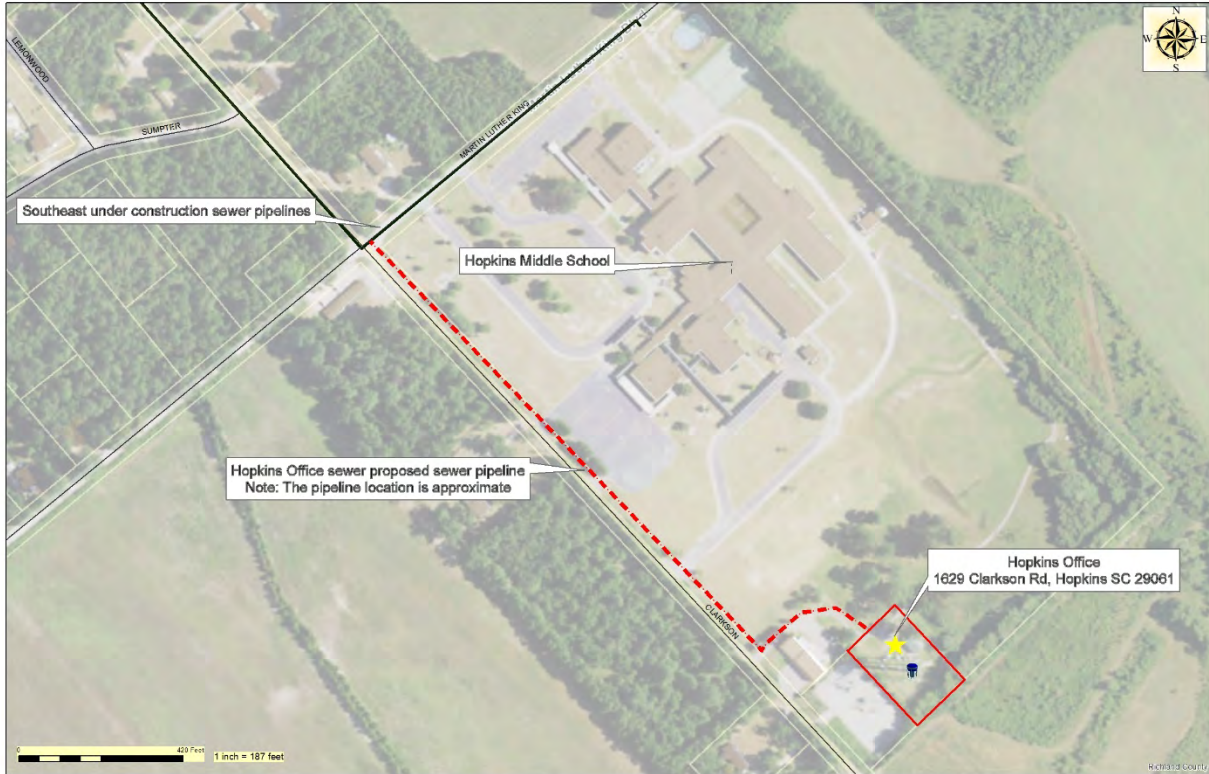 N
W E
S
LEMONWOOD
SUMPTER
MARTIN LUTHER KING
Southeast under construction sewer pipelines
Hopkins Middle School
Hopkins Office sewer proposed sewer pipeline
Note: The pipeline location is approximate
Hopkins Office
1629 Clarkson Rd, Hopkins SC 29061
CLARKSON
0 420 Feet
1 inch = 187 feet
Richland County